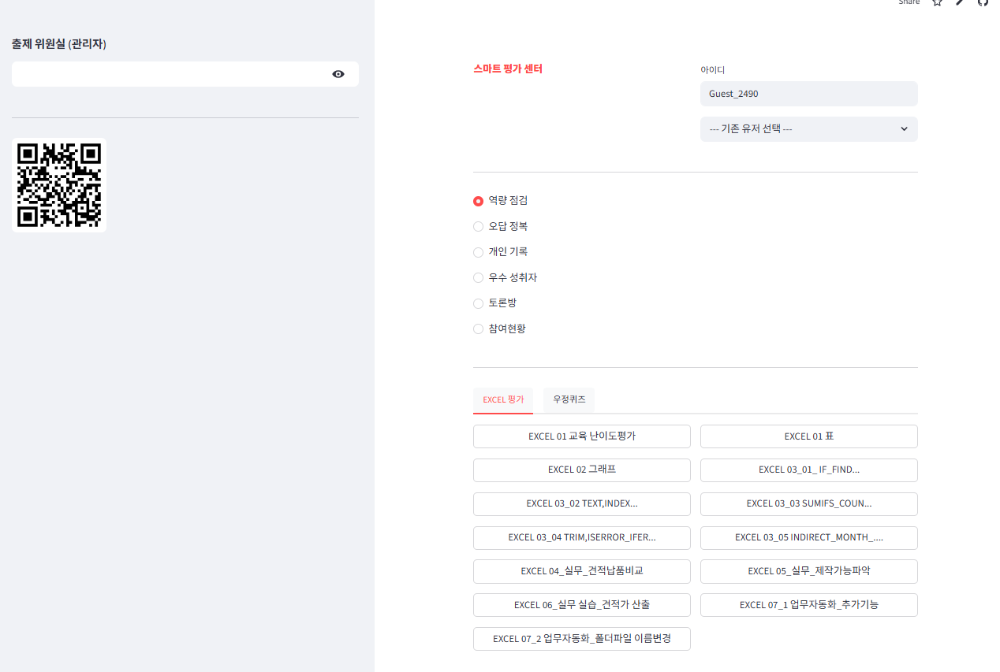 Share
출제 위원실 (관리자)
스마트 평가 센터
아이디
Guest_2490
--- 기존 유저 선택 ---
역량 점검
오답 정복
개인 기록
우수 성취자
토론방
참여현황
EXCEL 평가
우정퀴즈
EXCEL 01 교육 난이도평가
EXCEL 01 표
EXCEL 02 그래프
EXCEL 03_01_ IF_FIND...
EXCEL 03_02 TEXT,INDEX...
EXCEL 03_03 SUMIFS_COUN...
EXCEL 03_04 TRIM,ISERROR_IFER...
EXCEL 03_05 INDIRECT_MONTH_....
EXCEL 04_실무_견적납품비교
EXCEL 05_실무_제작가능파악
EXCEL 06_실무 실습_견적가 산출
EXCEL 07_1 업무자동화_추가기능
EXCEL 07_2 업무자동화_폴더파일 이름변경